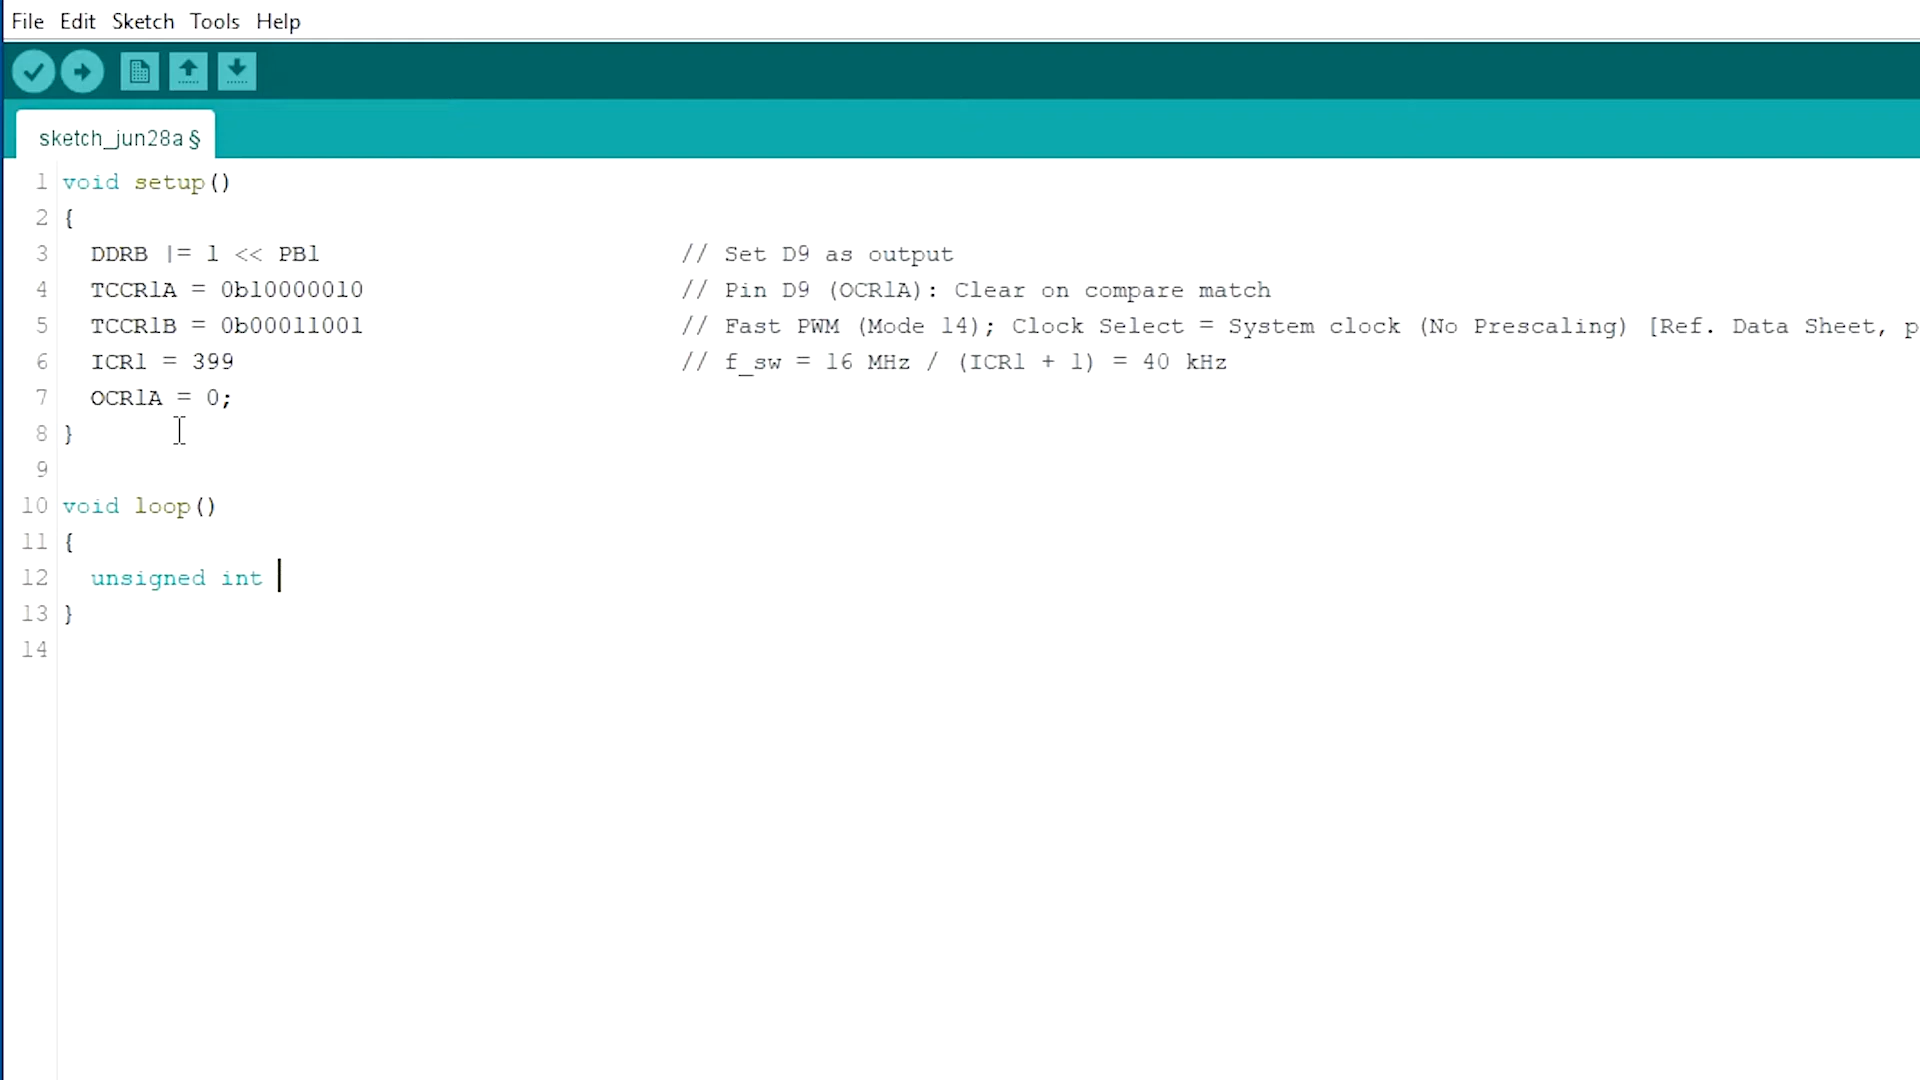 File Edit Sketch Tools Help
sketch_jun28a §
1 void setup()
2 {
3 DDRB |= 1 << PB1 // Set D9 as output
4 TCCR1A = 0b10000010 // Pin D9 (OCR1A): Clear on compare match
5 TCCR1B = 0b00011001 // Fast PWM (Mode 14); Clock Select = System clock (No Prescaling) [Ref. Data Sheet, p
6 ICR1 = 399 // f_sw = 16 MHz / (ICR1 + 1) = 40 kHz
7 OCR1A = 0;
8 }
9
10 void loop()
11 {
12 unsigned int
13 }
14